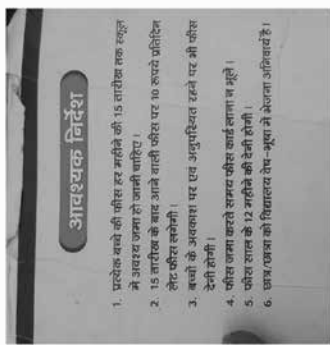 आवश्यक निर्देश
1. प्रत्येक बच्चे की फीस हर महीने की 15 तारीख तक स्कूल
में अवश्य जमा हो जानी चाहिए।
2. 15 तारीख के बाद आने वाली फीस पर 10 रूपये प्रतिदिन
लेट फीस लगेगी।
3. बच्चो के अवकाश पर एवं अनुपस्थित रहने पर भी फीस
देनी होगी।
4. फीस जमा करते समय फीस कार्ड लाना न भूलें।
5. फीस साल के 12 महीने की देनी होगी।
6. छात्र/छात्रा को विद्यालय वेष-भूषा में भेजना अनिवार्य है।